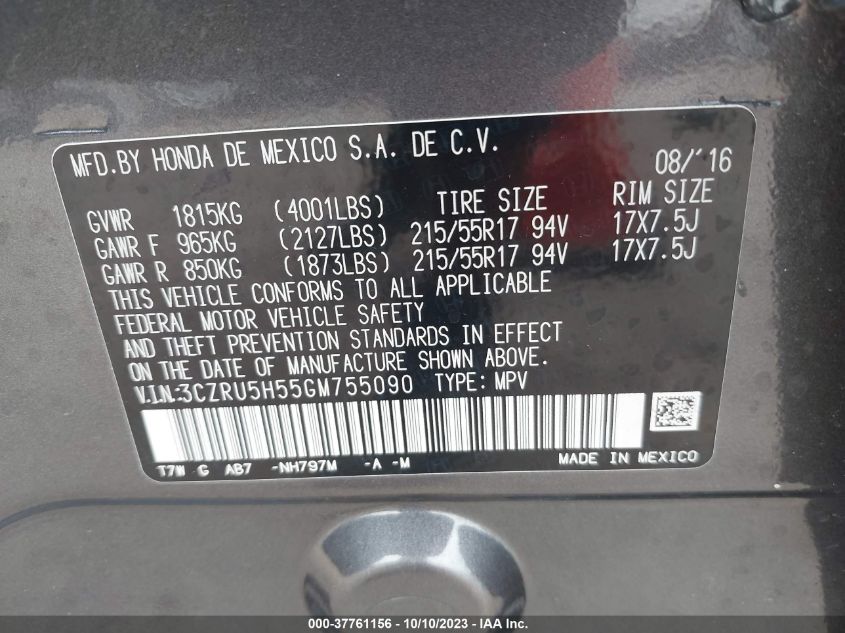 MFD.BY HONDA DE MEXICO S.A. DE C.V.
08/'16
GVWR 1815KG (4001LBS) TIRE SIZE RIM SIZE
GAWR F 965KG (2127LBS) 215/55R17 94V 17X7.5J
GAWR R 850KG (1873LBS) 215/55R17 94V 17X7.5J
THIS VEHICLE CONFORMS TO ALL APPLICABLE
FEDERAL MOTOR VEHICLE SAFETY
AND THEFT PREVENTION STANDARDS IN EFFECT
ON THE DATE OF MANUFACTURE SHOWN ABOVE.
V.I.N:3CZRU5H55GM755090 TYPE: MPV
T7W G AB7 -NH797M -A -M MADE IN MEXICO
000-37761156 • 10/10/2023 • IAA Inc.